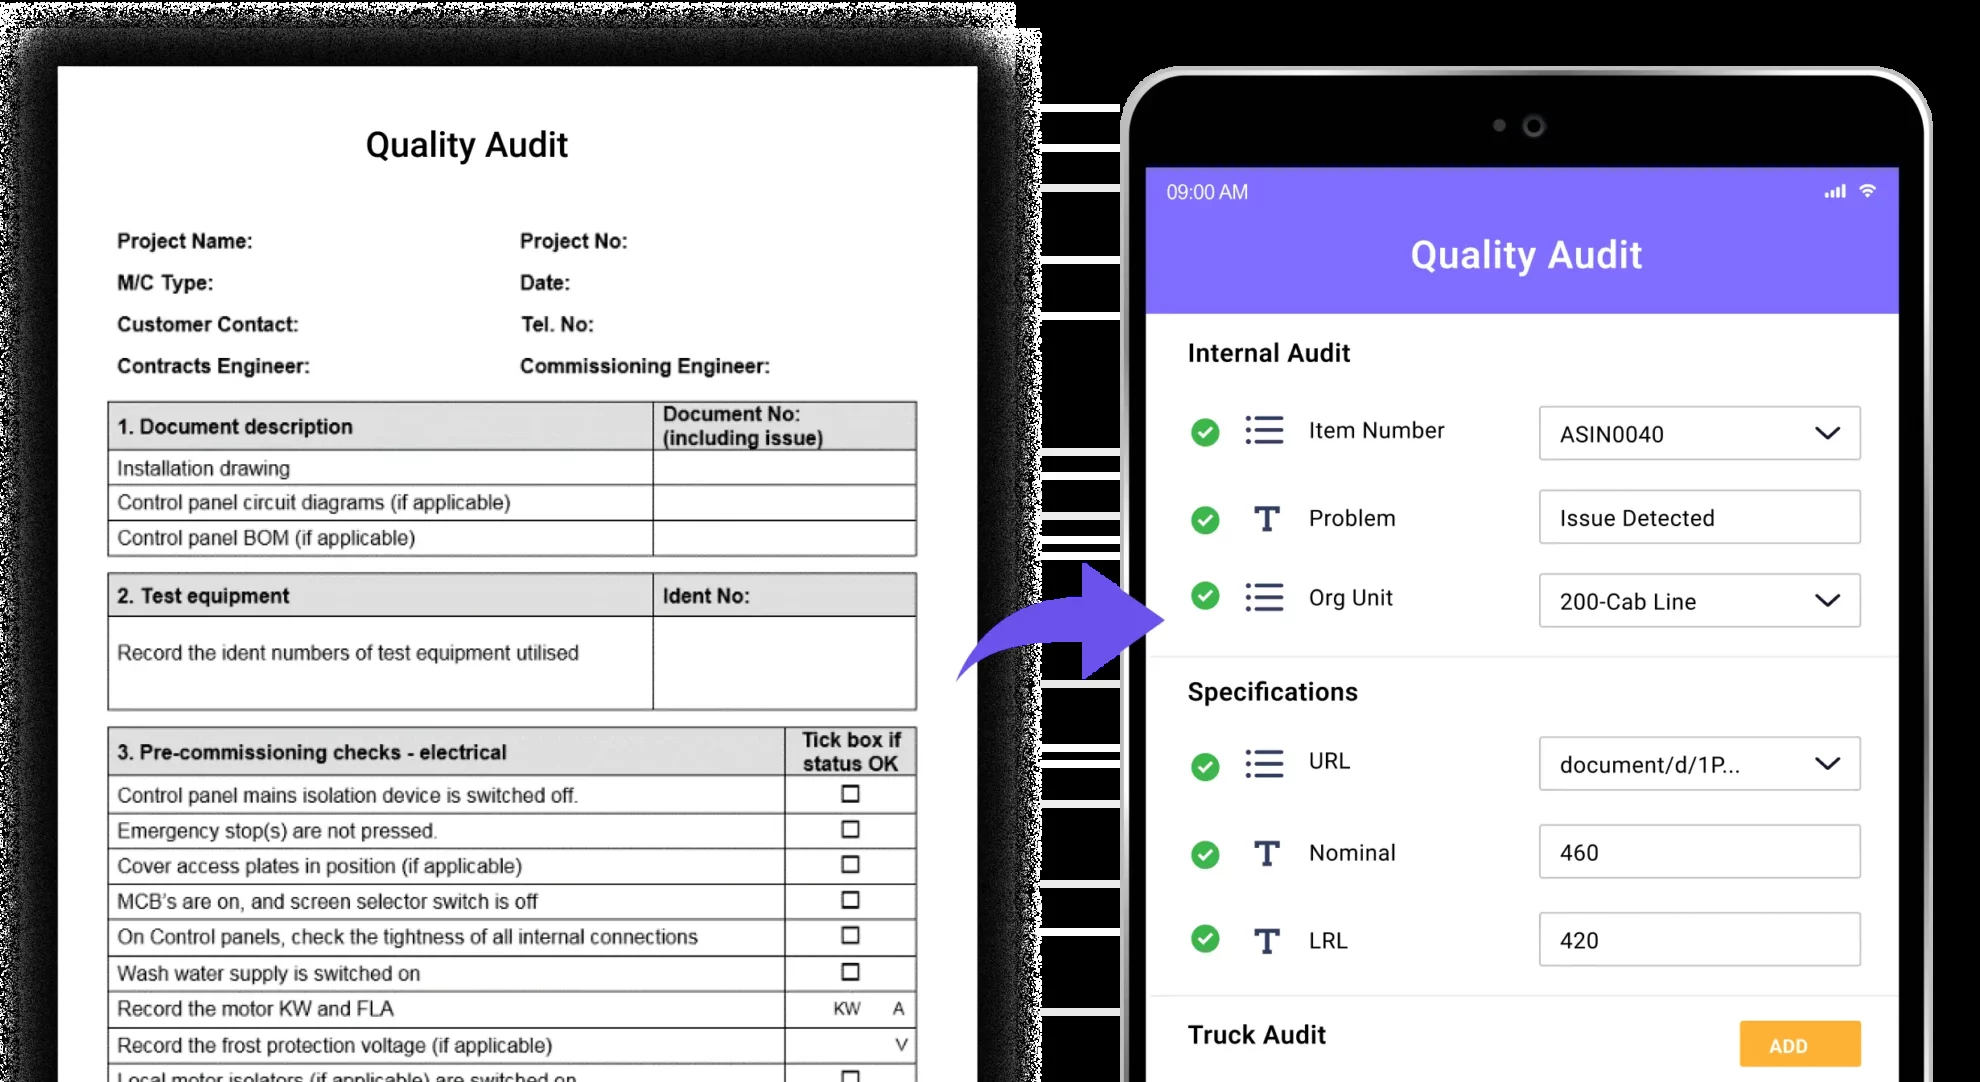 Quality Audit
Project Name: Project No:
M/C Type: Date:
Customer Contact: Tel. No:
Contracts Engineer: Commissioning Engineer:
1. Document description Document No:
(including issue)
Installation drawing
Control panel circuit diagrams (if applicable)
Control panel BOM (if applicable)
2. Test equipment Ident No:
Record the ident numbers of test equipment utilised
3. Pre-commissioning checks - electrical Tick box if
status OK
Control panel mains isolation device is switched off.
Emergency stop(s) are not pressed.
Cover access plates in position (if applicable)
MCB's are on, and screen selector switch is off
On Control panels, check the tightness of all internal connections
Wash water supply is switched on
Record the motor KW and FLA KW A
Record the frost protection voltage (if applicable) V
Local motor isolators (if applicable) are switched on
09:00 AM
Quality Audit
Internal Audit
Item Number ASIN0040
Problem Issue Detected
Org Unit 200-Cab Line
Specifications
URL document/d/1P...
Nominal 460
LRL 420
Truck Audit ADD